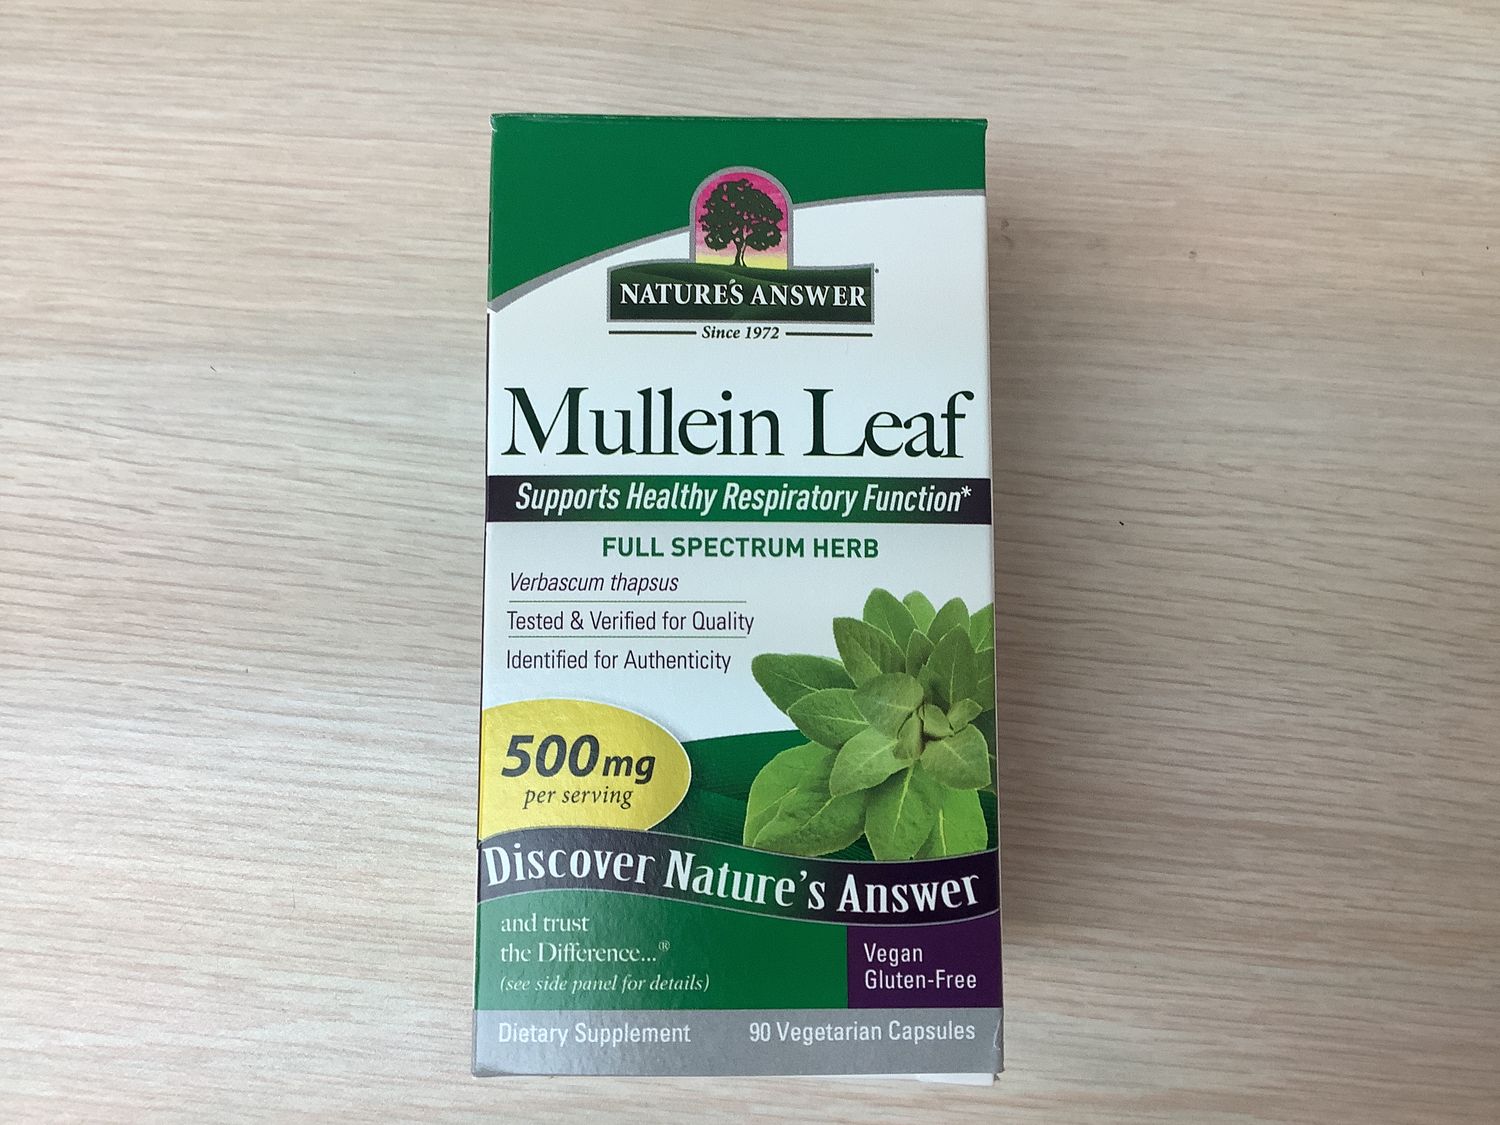 NATURE'S ANSWER
Since 1972
Mullein Leaf
Supports Healthy Respiratory Function*
FULL SPECTRUM HERB
Verbascum thapsus
Tested & Verified for Quality
Identified for Authenticity
500mg
per serving
Discover Nature's Answer
and trust
the Difference...®
(see side panel for details)
Vegan
Gluten-Free
Dietary Supplement 90 Vegetarian Capsules